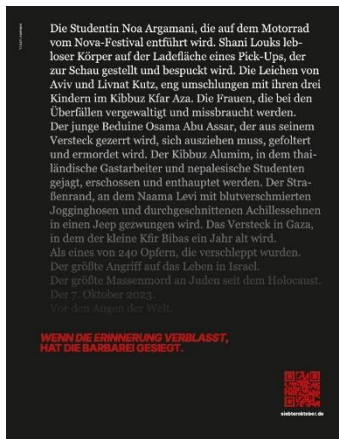 Die Studentin Noa Argamani, die auf dem Motorrad
vom Nova-Festival entführt wird. Shani Louks leb-
loser Körper auf der Ladefläche eines Pick-Ups, der
zur Schau gestellt und bespuckt wird. Die Leichen von
Aviv und Livnat Kutz, eng umschlungen mit ihren drei
Kindern im Kibbuz Kfar Aza. Die Frauen, die bei den
Überfällen vergewaltigt und missbraucht werden.
Der junge Beduine Osama Abu Assar, der aus seinem
Versteck gezerrt wird, sich ausziehen muss, gefoltert
und ermordet wird. Der Kibbuz Alumim, in dem thai-
ländische Gastarbeiter und nepalesische Studenten
gejagt, erschossen und enthauptet werden. Der Stra-
ßenrand, an dem Naama Levi mit blutverschmierten
Jogginghosen und durchgeschnittenen Achillessehnen
in einen Jeep gezwungen wird. Das Versteck in Gaza,
in dem der kleine Kfir Bibas ein Jahr alt wird.
Als eines von 240 Opfern, die verschleppt wurden.
Der größte Angriff auf das Leben in Israel.
Der größte Massenmord an Juden seit dem Holocaust.
Der 7. Oktober 2023.
Vor den Augen der Welt.
WENN DIE ERINNERUNG VERBLASST,
HAT DIE BARBAREI GESIEGT.
siebteroktober.de